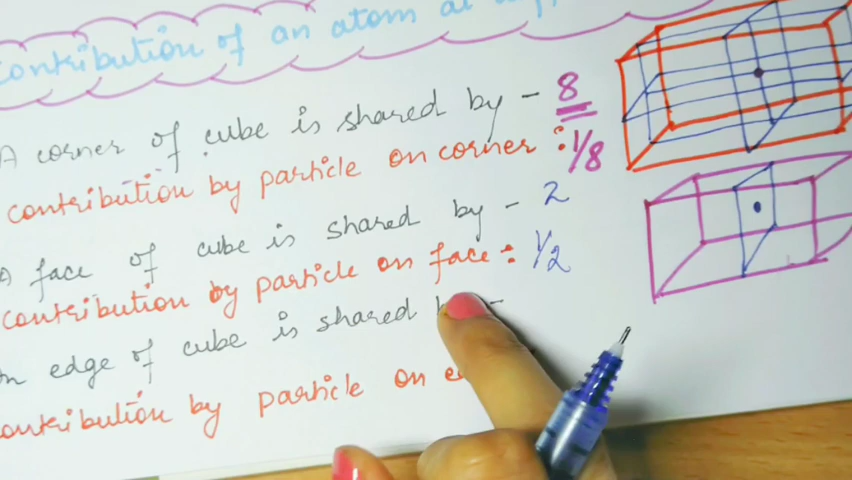 contribution of an atom at
A corner of cube is shared by - 8
contribution by particle on corner : 1/8
A face of cube is shared by - 2
contribution by particle on face : 1/2
An edge of cube is shared -
contribution by particle on